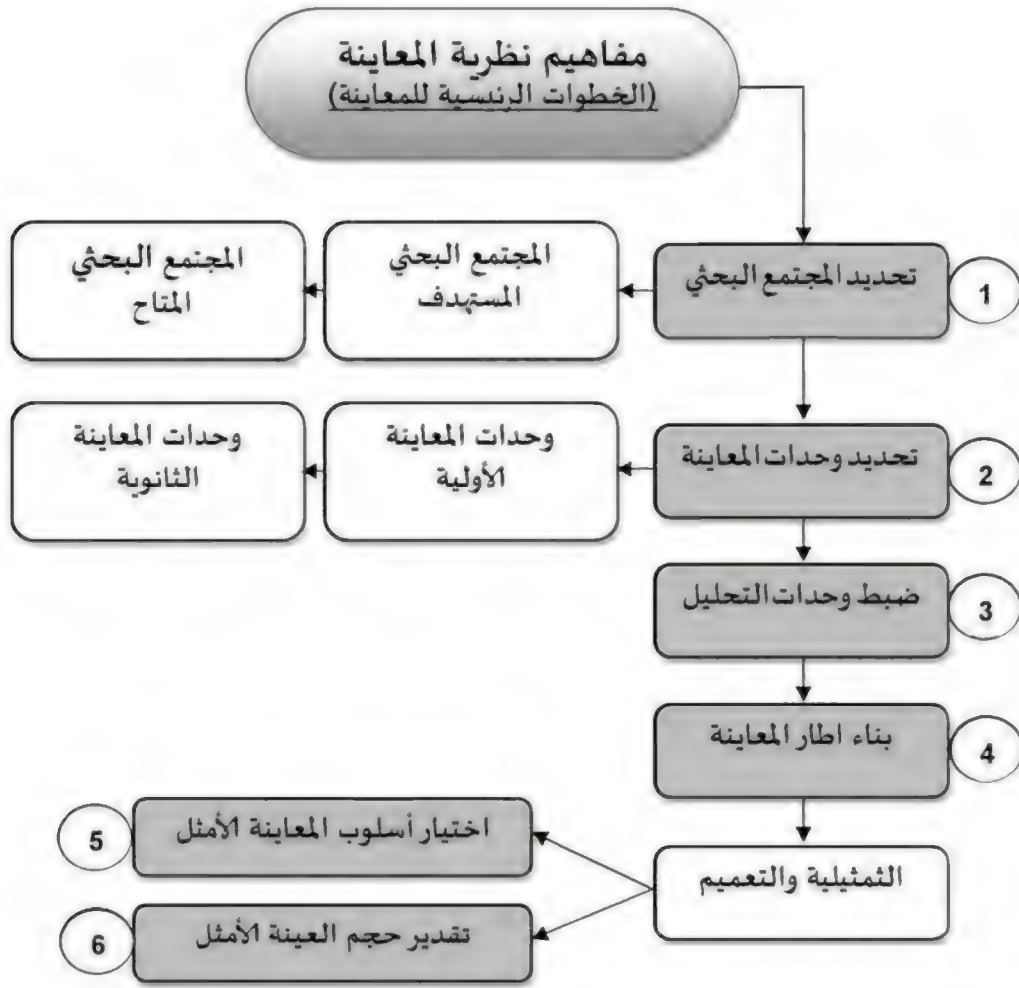 مفاهيم نظرية المعاينة
(الخطوات الرئيسية للمعاينة)
تحديد المجتمع البحثي
1
المجتمع البحثي
المستهدف
المجتمع البحثي
المتاح
تحديد وحدات المعاينة
2
وحدات المعاينة
الأولية
وحدات المعاينة
الثانوية
ضبط وحدات التحليل
3
بناء اطار المعاينة
4
الثمثيلية والتعميم
اختيار أسلوب المعاينة الأمثل
5
تقدير حجم العينة الأمثل
6